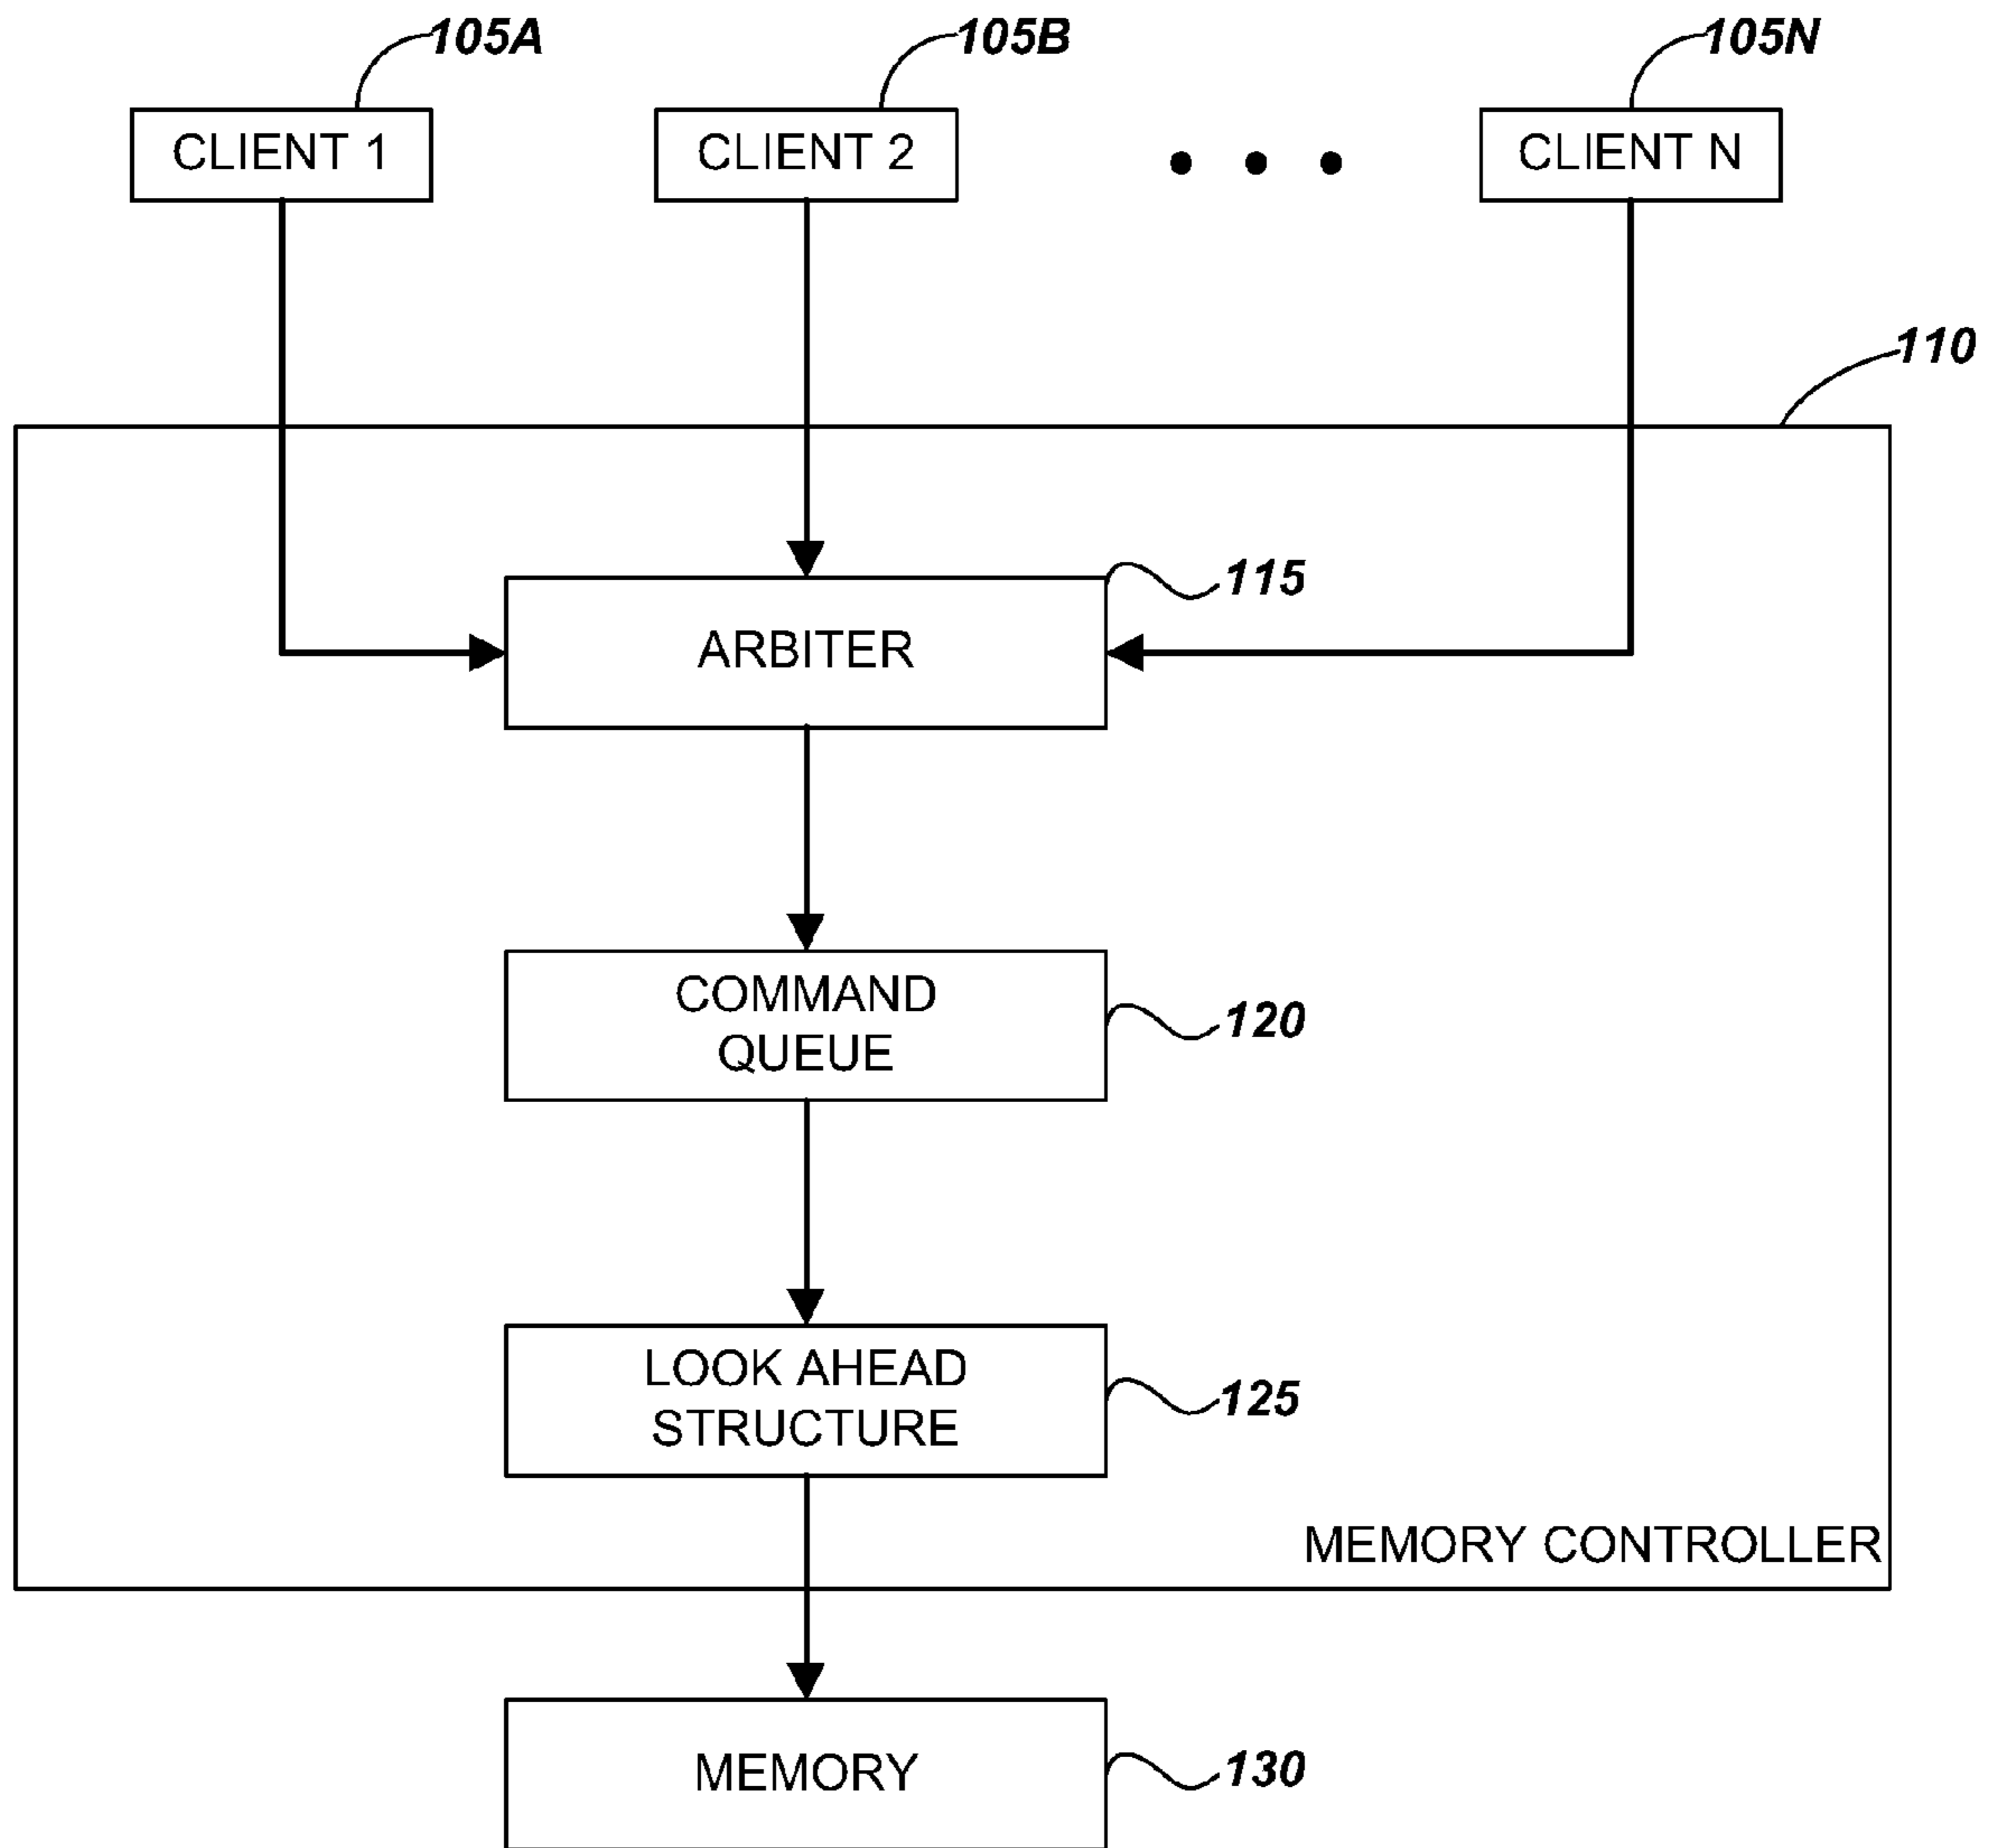 105A
105B
105N
CLIENT 1
CLIENT 2
CLIENT N
110
115
ARBITER
COMMAND
QUEUE
120
LOOK AHEAD
STRUCTURE
125
MEMORY CONTROLLER
MEMORY
130